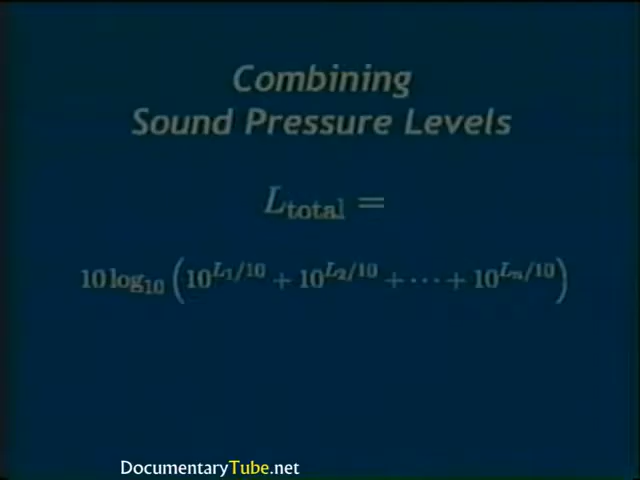 Combining
Sound Pressure Levels
L_total =
10 log_10 (10^{L_1/10} + 10^{L_2/10} + ··· + 10^{L_n/10})
DocumentaryTube.net